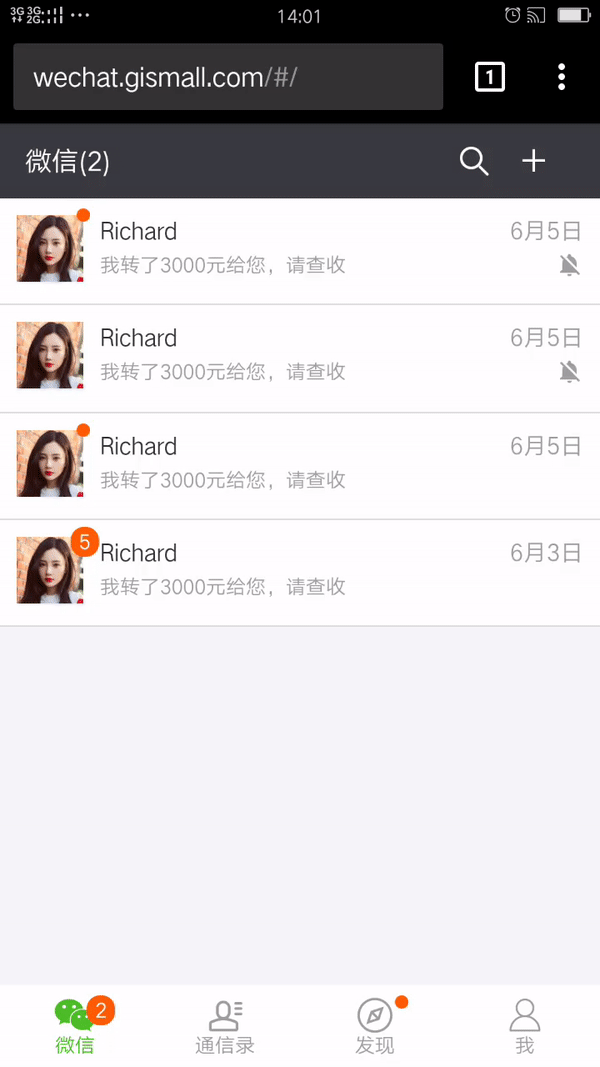 3G 3G 2G 14:01
wechat.gismall.com/#/ 1
微信(2)
Richard 6月5日
我转了3000元给您，请查收
Richard 6月5日
我转了3000元给您，请查收
Richard 6月5日
我转了3000元给您，请查收
5 Richard 6月3日
我转了3000元给您，请查收
2
微信 通信录 发现 我